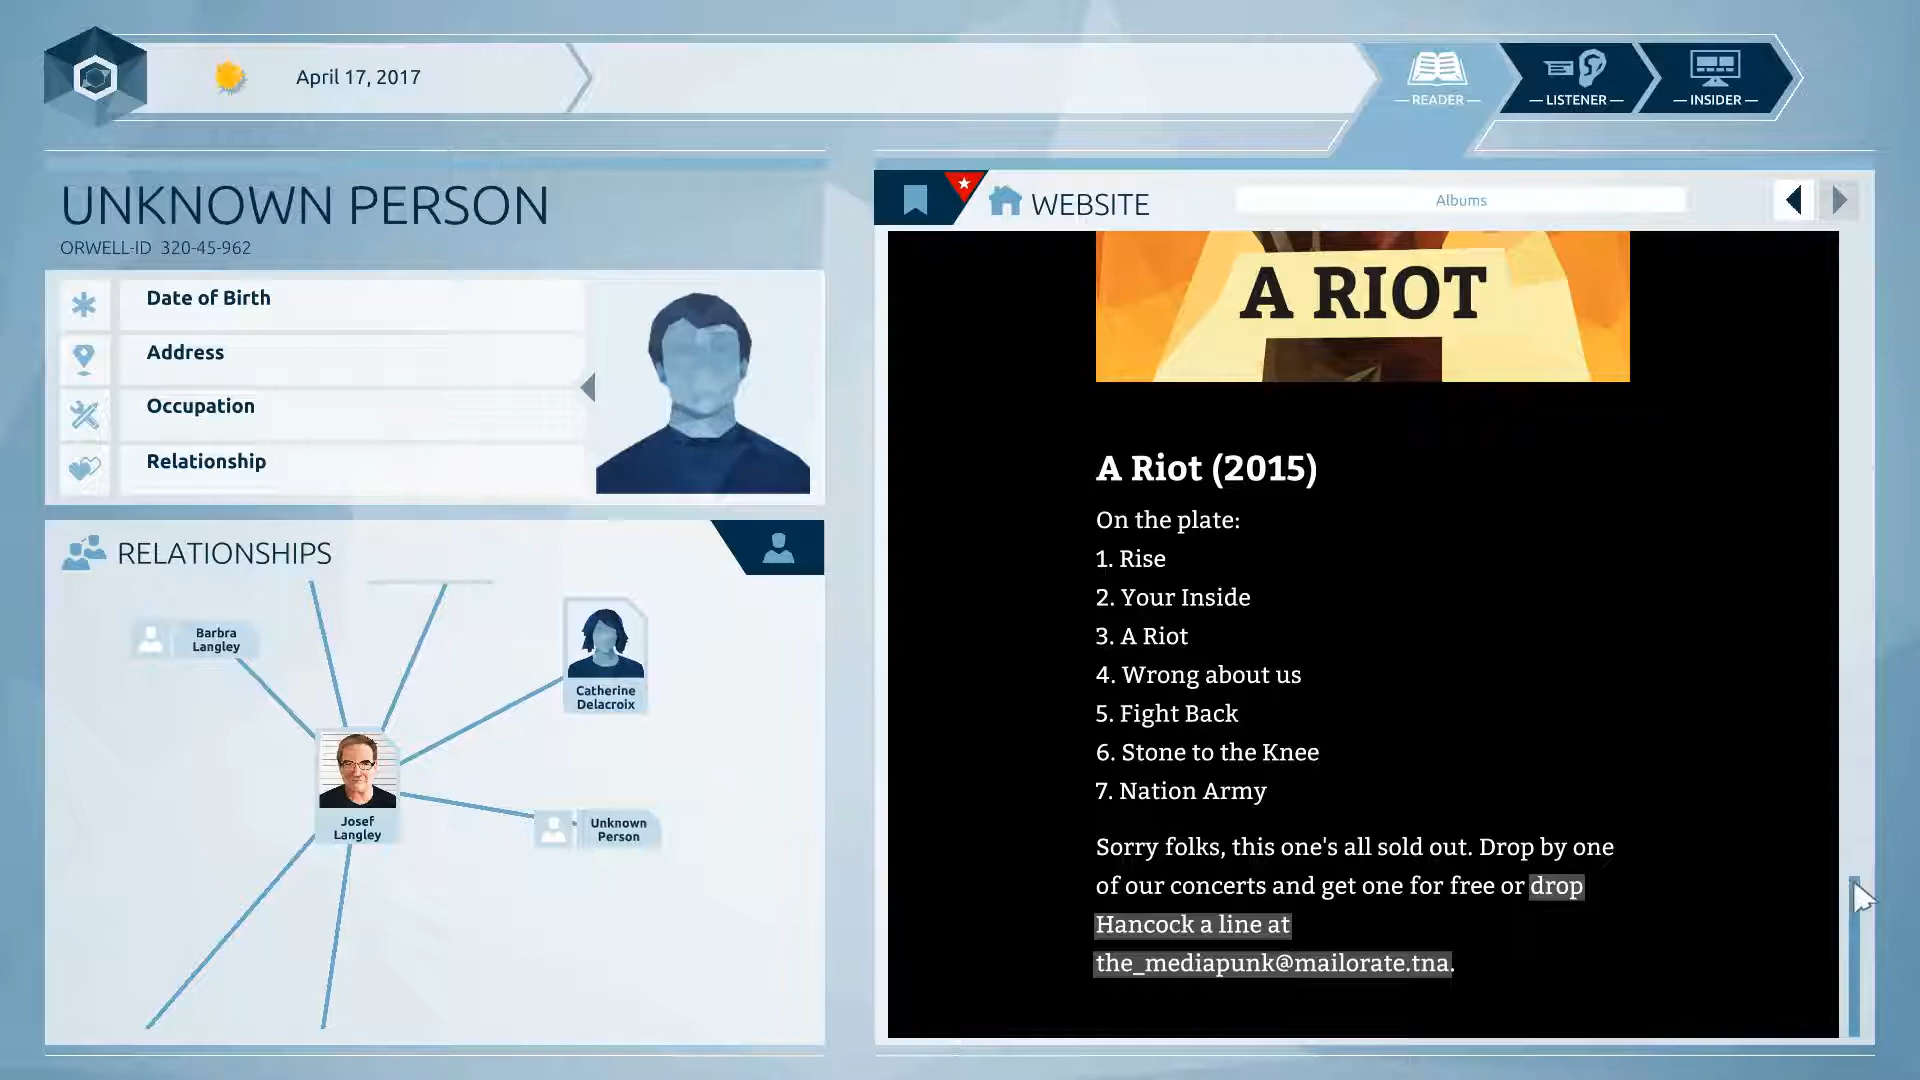 April 17, 2017
READER
LISTENER
INSIDER
UNKNOWN PERSON
ORWELL-ID 320-45-962
Date of Birth
Address
Occupation
Relationship
RELATIONSHIPS
Barbra
Langley
Catherine
Delacroix
Josef
Langley
Unknown
Person
WEBSITE
Albums
A RIOT
A Riot (2015)
On the plate:
1. Rise
2. Your Inside
3. A Riot
4. Wrong about us
5. Fight Back
6. Stone to the Knee
7. Nation Army
Sorry folks, this one's all sold out. Drop by one
of our concerts and get one for free or drop
Hancock a line at
the_mediapunk@mailorate.tna.